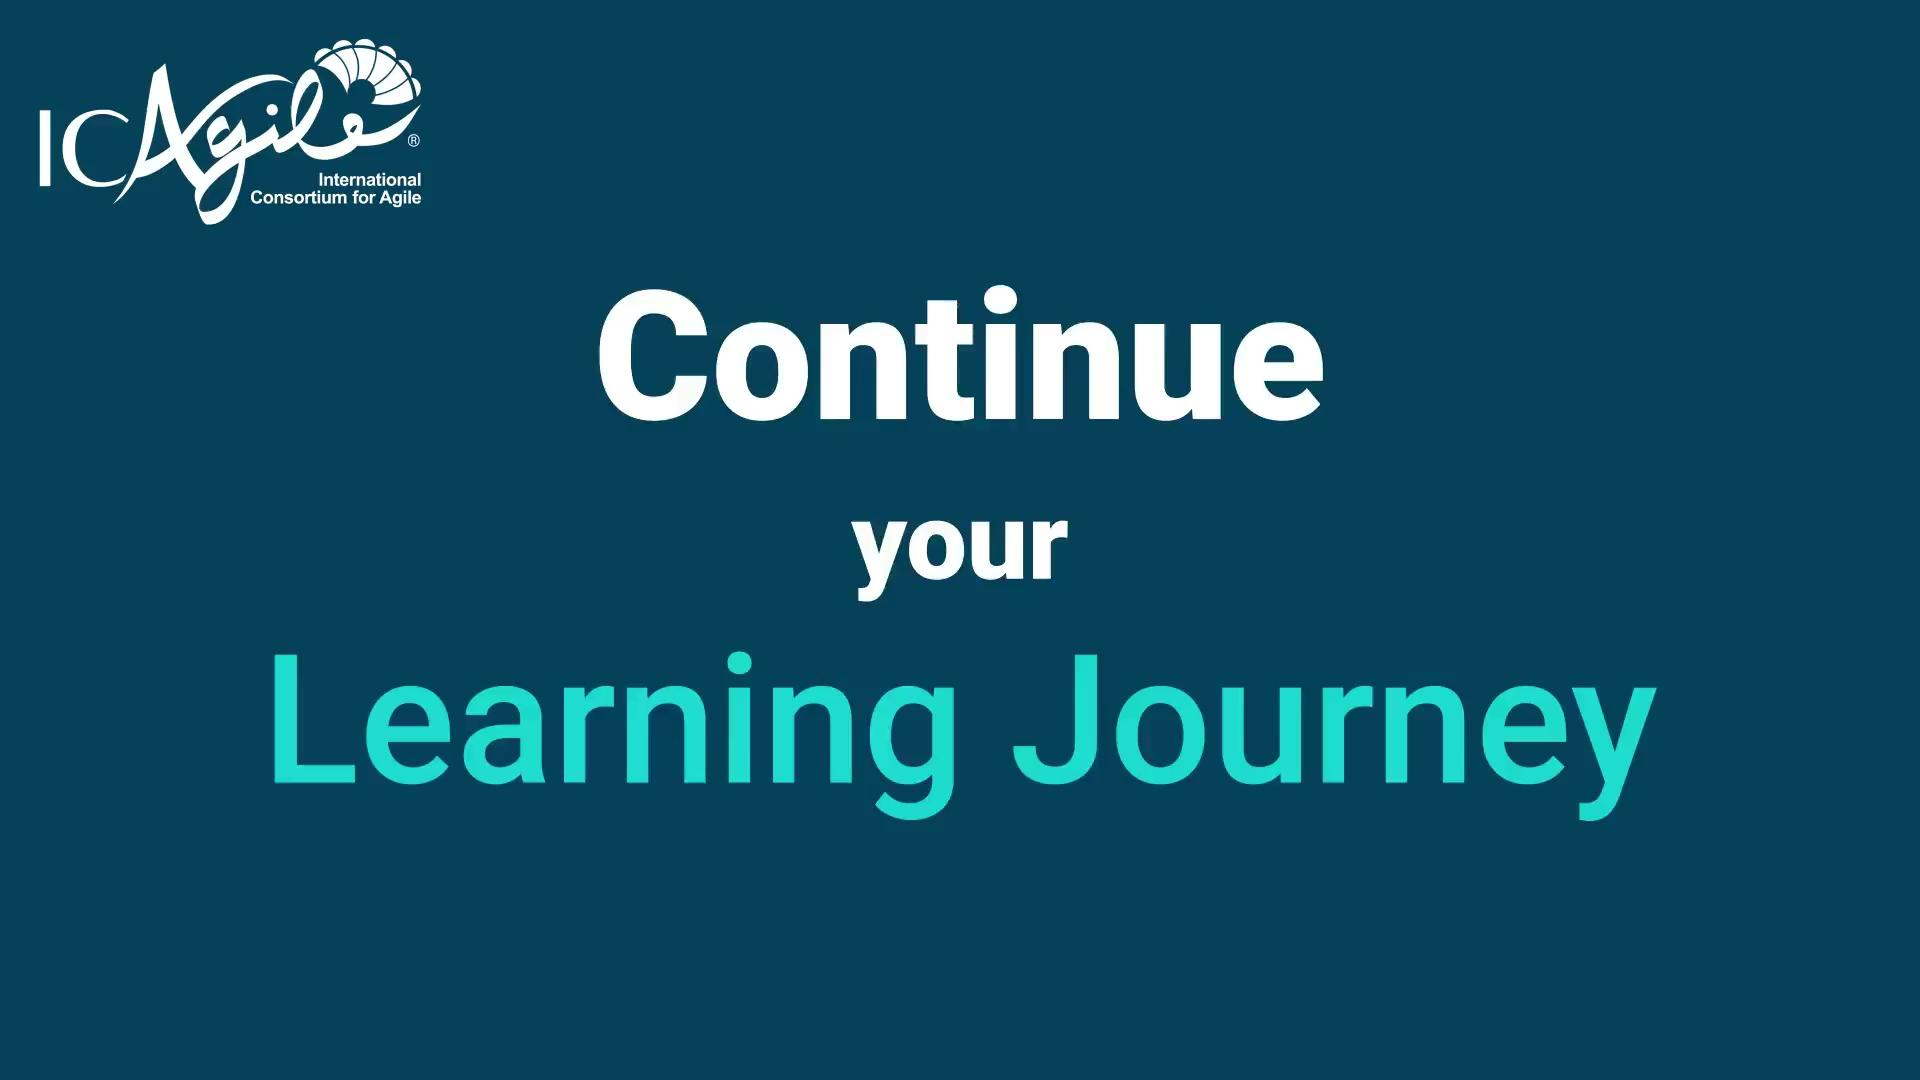 ICAgile®
International
Consortium for Agile
Continue
your
Learning Journey